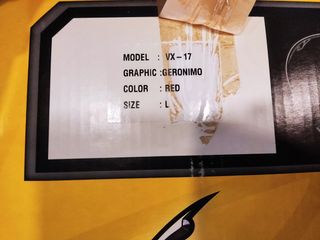 MODEL : VX-17
GRAPHIC :GERONIMO
COLOR : RED
SIZE : L